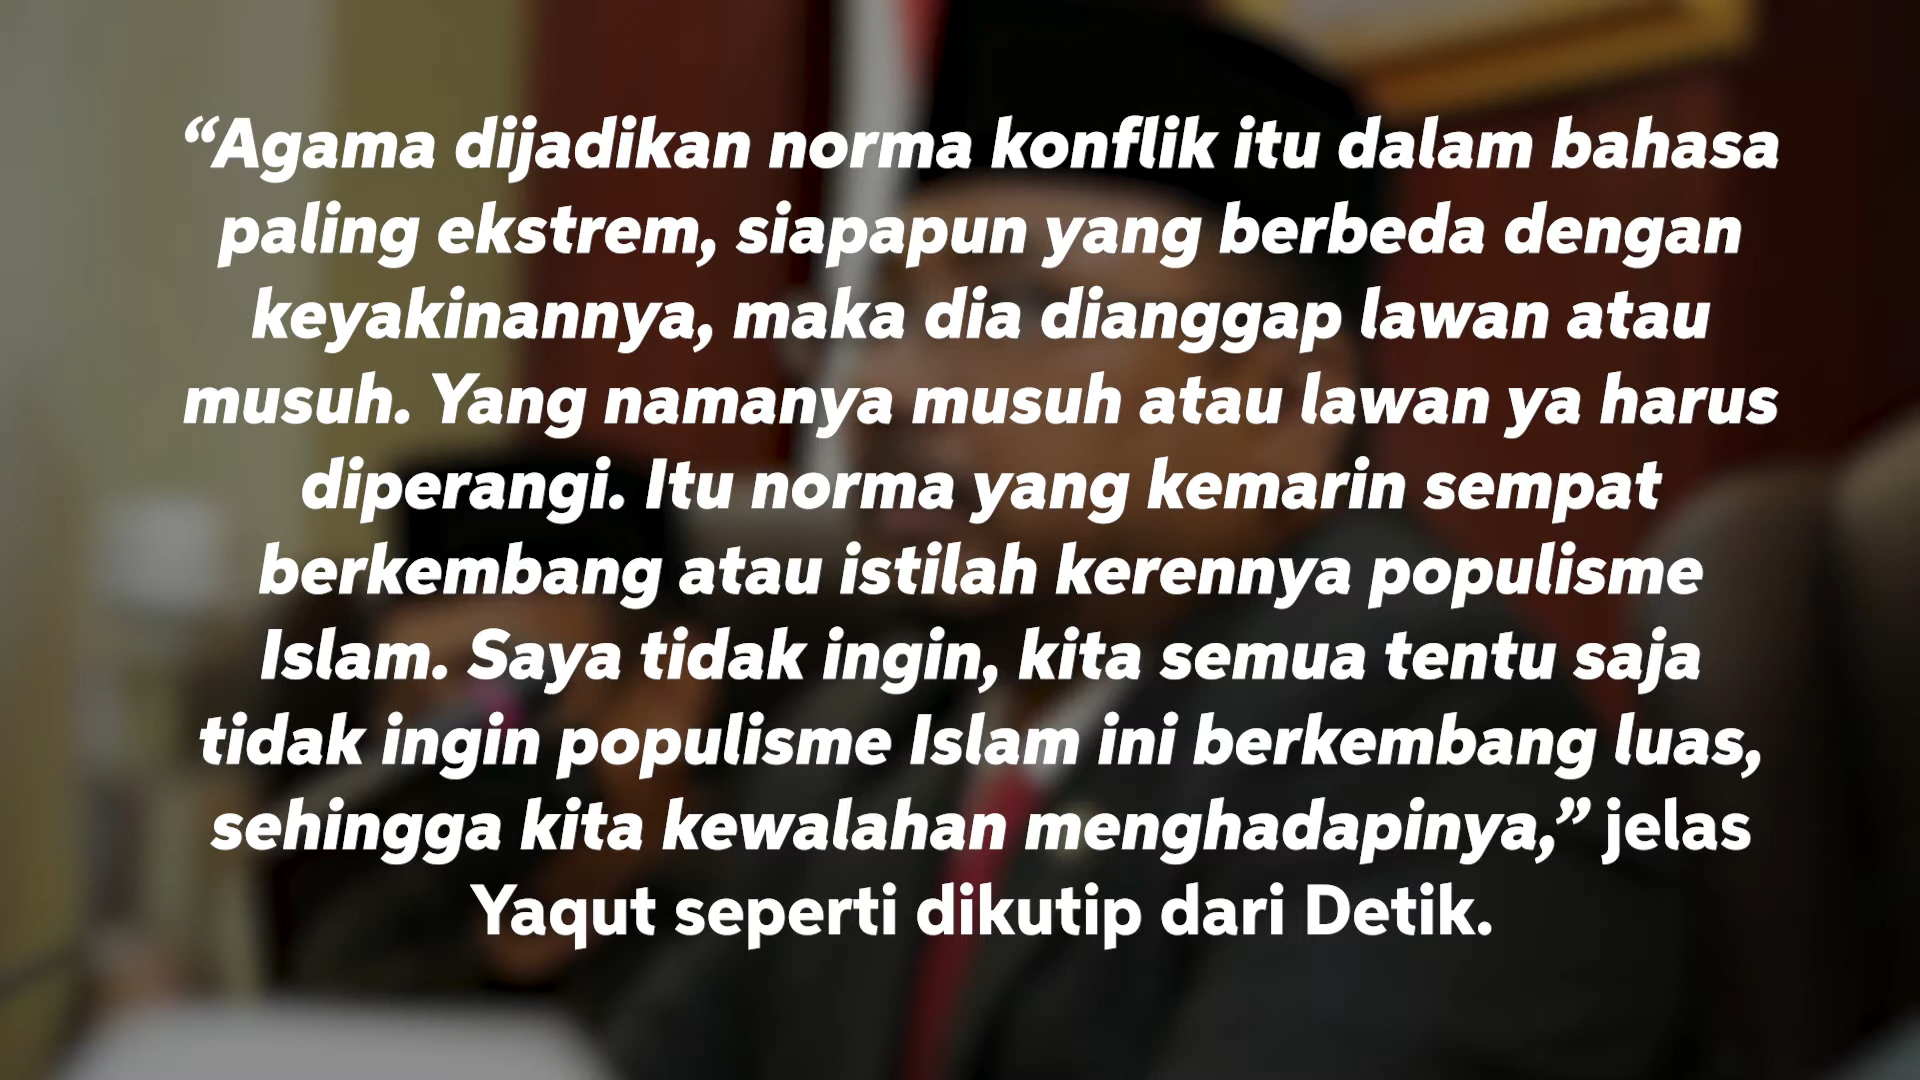 “Agama dijadikan norma konflik itu dalam bahasa
paling ekstrem, siapapun yang berbeda dengan
keyakinannya, maka dia dianggap lawan atau
musuh. Yang namanya musuh atau lawan ya harus
diperangi. Itu norma yang kemarin sempat
berkembang atau istilah kerennya populisme
Islam. Saya tidak ingin, kita semua tentu saja
tidak ingin populisme Islam ini berkembang luas,
sehingga kita kewalahan menghadapinya,” jelas
Yaqut seperti dikutip dari Detik.